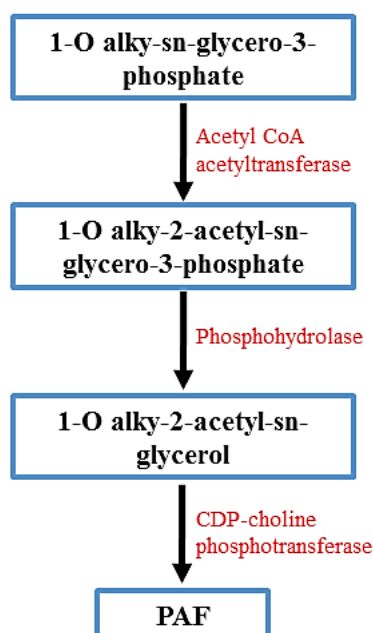 1-O alky-sn-glycero-3-
phosphate
Acetyl CoA
acetyltransferase
1-O alky-2-acetyl-sn-
glycero-3-phosphate
Phosphohydrolase
1-O alky-2-acetyl-sn-
glycerol
CDP-choline
phosphotransferase
PAF